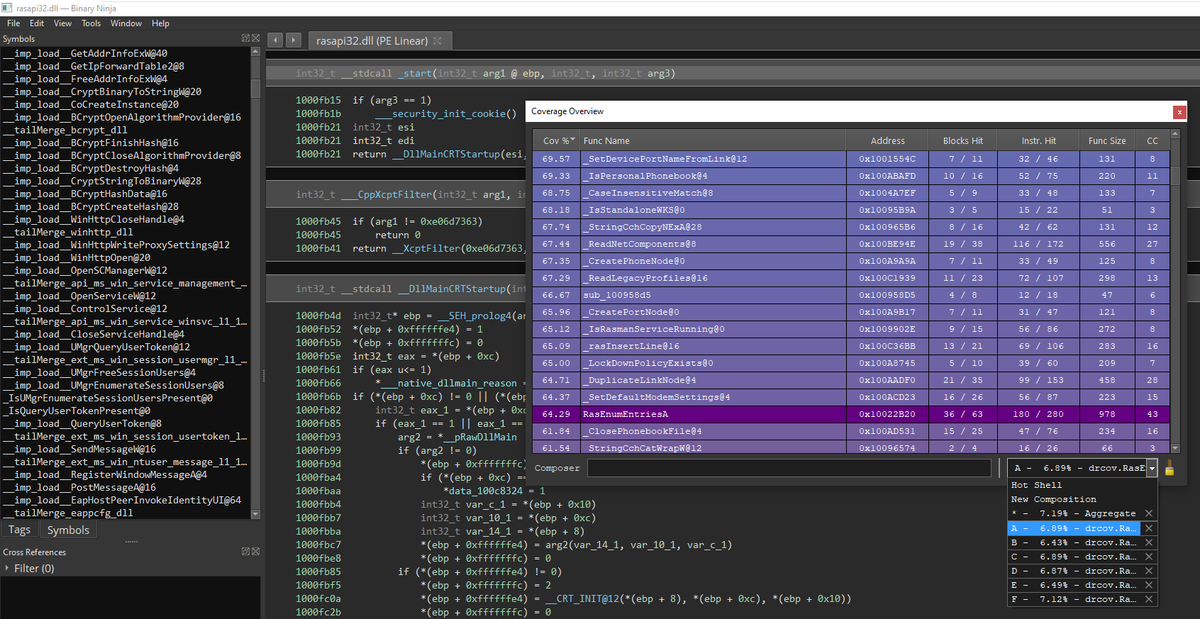 rasapi32.dll — Binary Ninja
File Edit View Tools Window Help
Symbols
__imp_load__GetAddrInfoExW@40
__imp_load__GetIpForwardTable2@8
__imp_load__FreeAddrInfoExW@4
__imp_load__CryptBinaryToStringW@20
__imp_load__CoCreateInstance@20
__imp_load__BCryptOpenAlgorithmProvider@16
__tailMerge_bcrypt_dll
__imp_load__BCryptFinishHash@16
__imp_load__BCryptCloseAlgorithmProvider@8
__imp_load__BCryptDestroyHash@4
__imp_load__CryptStringToBinaryW@28
__imp_load__BCryptHashData@16
__imp_load__BCryptCreateHash@28
__imp_load__WinHttpCloseHandle@4
__tailMerge_winhttp_dll
__imp_load__WinHttpWriteProxySettings@12
__imp_load__WinHttpOpen@20
__imp_load__OpenSCManagerW@12
__tailMerge_api_ms_win_service_management_…
__imp_load__OpenServiceW@12
__imp_load__ControlService@12
__tailMerge_api_ms_win_service_winsvc_l1_1…
__imp_load__CloseServiceHandle@4
__imp_load__UMgrQueryUserToken@12
__tailMerge_ext_ms_win_session_usermgr_l1_…
__imp_load__UMgrFreeSessionUsers@4
__imp_load__UMgrEnumerateSessionUsers@8
_IsUMgrEnumerateSessionUsersPresent@0
_IsQueryUserTokenPresent@0
__imp_load__QueryUserToken@8
__tailMerge_ext_ms_win_session_usertoken_l…
__imp_load__SendMessageW@16
__tailMerge_ext_ms_win_ntuser_message_l1_1…
__imp_load__RegisterWindowMessageA@4
__imp_load__PostMessageA@16
__imp_load__EapHostPeerInvokeIdentityUI@64
__tailMerge_eappcfg_dll
Tags Symbols
Cross References
Filter (0)
rasapi32.dll (PE Linear)
int32_t __stdcall _start(int32_t arg1 @ ebp, int32_t, int32_t arg3)
1000fb15 if (arg3 == 1)
1000fb1b ___security_init_cookie()
1000fb21 int32_t esi
1000fb21 int32_t edi
1000fb21 return __DllMainCRTStartup(esi,
int32_t ___CppXcptFilter(int32_t arg1, i
1000fb45 if (arg1 != 0xe06d7363)
1000fb45 return 0
1000fb41 return __XcptFilter(0xe06d7363,
int32_t __stdcall __DllMainCRTStartup(int
1000fb4d int32_t* ebp = __SEH_prolog4(ar
1000fb52 *(ebp + 0xffffffe4) = 1
1000fb5b *(ebp + 0xfffffffc) = 0
1000fb5e int32_t eax = *(ebp + 0xc)
1000fb61 if (eax u<= 1)
1000fb66 *___native_dllmain_reason =
1000fb6b if (*(ebp + 0xc) != 0 || (*(ebp
1000fb82 int32_t eax_1 = *(ebp + 0xc
1000fb85 if (eax_1 == 1 || eax_1 ==
1000fb93 arg2 = *__pRawDllMain
1000fb99 if (arg2 != 0)
1000fb9d *(ebp + 0xfffffffc)
1000fbaa if (*(ebp + 0xc) ==
1000fbaa *data_100c8324 = 1
1000fbb4 int32_t var_c_1 = *(ebp + 0x10)
1000fbb7 int32_t var_10_1 = *(ebp + 0xc)
1000fbba int32_t var_14_1 = *(ebp + 8)
1000fbc7 *(ebp + 0xffffffe4) = arg2(var_14_1, var_10_1, var_c_1)
1000fbe8 *(ebp + 0xfffffffc) = 0
1000fb85 if (*(ebp + 0xffffffe4) != 0)
1000fbf5 *(ebp + 0xfffffffc) = 2
1000fc0a *(ebp + 0xffffffe4) = __CRT_INIT@12(*(ebp + 8), *(ebp + 0xc), *(ebp + 0x10))
1000fc2b *(ebp + 0xfffffffc) = 0
Coverage Overview
Cov % Func Name Address Blocks Hit Instr. Hit Func Size CC
69.57 _SetDevicePortNameFromLink@12 0x1001554C 7 / 11 32 / 46 131 8
69.33 _IsPersonalPhonebook@4 0x100ABAFD 10 / 16 52 / 75 220 11
68.75 _CaseInsensitiveMatch@8 0x1004A7EF 5 / 9 33 / 48 133 7
68.18 _IsStandaloneWKS@0 0x10095B9A 3 / 5 15 / 22 51 3
67.74 _StringCchCopyNExA@28 0x100965B6 8 / 16 42 / 62 131 12
67.44 _ReadNetComponents@8 0x100BE94E 19 / 38 116 / 172 556 27
67.35 _CreatePhoneNode@0 0x100A9A9A 7 / 11 33 / 49 125 8
67.29 _ReadLegacyProfiles@16 0x100C1939 11 / 23 72 / 107 298 13
66.67 sub_100958d5 0x100958D5 4 / 8 12 / 18 47 6
65.96 _CreatePortNode@0 0x100A9B17 7 / 11 31 / 47 121 8
65.12 _IsRasmanServiceRunning@0 0x1009902E 9 / 15 56 / 86 272 8
65.09 _rasInsertLine@16 0x100C36BB 13 / 21 69 / 106 283 16
65.00 _LockDownPolicyExists@0 0x100A8745 5 / 10 39 / 60 209 7
64.71 _DuplicateLinkNode@4 0x100AADF0 21 / 35 99 / 153 458 28
64.37 _SetDefaultModemSettings@4 0x100ACD23 16 / 26 56 / 87 223 15
64.29 RasEnumEntriesA 0x10022B20 36 / 63 180 / 280 978 43
61.84 _ClosePhonebookFile@4 0x100AD531 15 / 25 47 / 76 234 16
61.54 _StringCchCatWrapW@12 0x10096574 2 / 4 16 / 26 66 3
Composer A - 6.89% - drcov.RasE
Hot Shell
New Composition
* - 7.19% - Aggregate
A - 6.89% - drcov.Ra…
B - 6.43% - drcov.Ra…
C - 6.89% - drcov.Ra…
D - 6.87% - drcov.Ra…
E - 6.49% - drcov.Ra…
F - 7.12% - drcov.Ra…